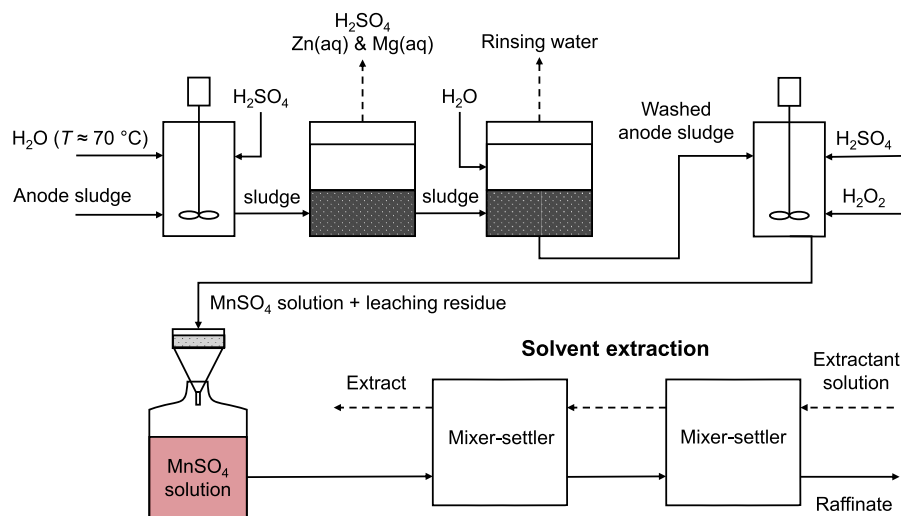 H₂SO₄
Zn(aq) & Mg(aq)
Rinsing water
H₂SO₄
H₂O
Washed
anode sludge
H₂O (T ≈ 70 °C)
H₂SO₄
Anode sludge
sludge
sludge
H₂O₂
MnSO₄ solution + leaching residue
Solvent extraction
Extract
Extractant
solution
Mixer-settler
Mixer-settler
MnSO₄
solution
Raffinate